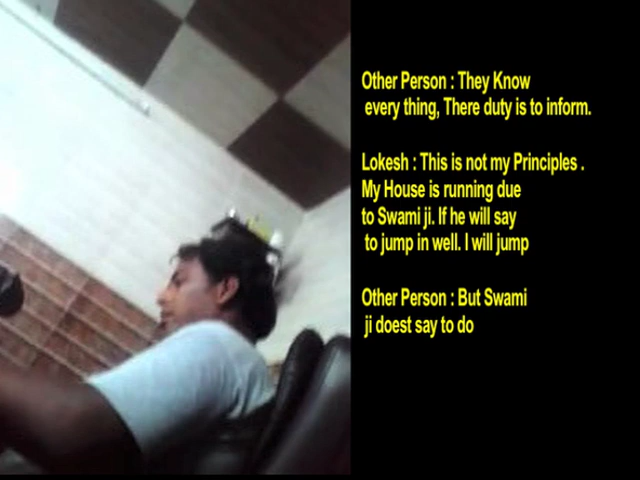 Other Person : They Know
every thing, There duty is to inform.
Lokesh : This is not my Principles .
My House is running due
to Swami ji. If he will say
to jump in well. I will jump
Other Person : But Swami
ji doest say to do